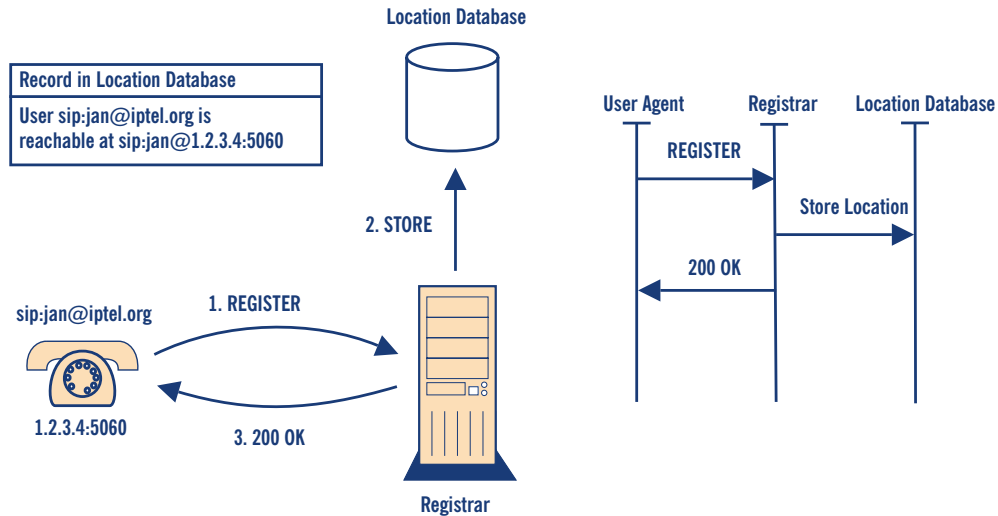 Location Database
Record in Location Database
User sip:jan@iptel.org is
reachable at sip:jan@1.2.3.4:5060
2. STORE
1. REGISTER
sip:jan@iptel.org
1.2.3.4:5060
3. 200 OK
Registrar
User Agent
Registrar
Location Database
REGISTER
Store Location
200 OK